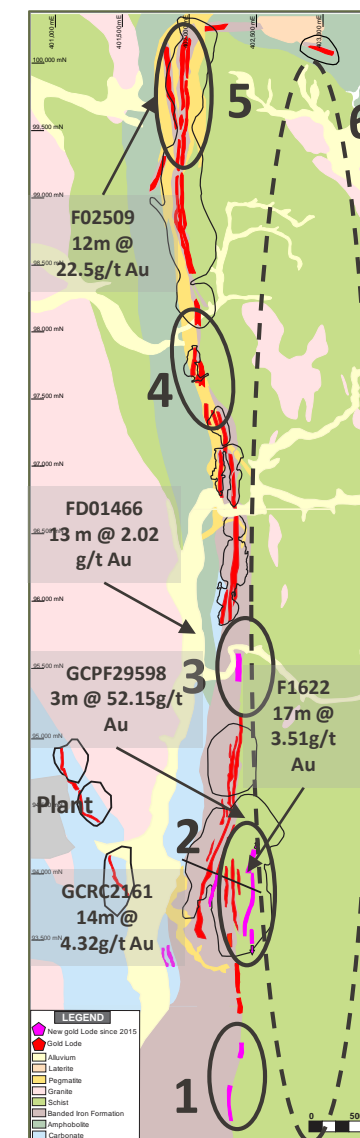 401,000 mE
401,500 mE
402,500 mE
403,000 mE
100,000 mN
5
6
99,500 mN
99,000 mN
F02509
12m @
22.5g/t Au
98,500 mN
98,000 mN
4
97,500 mN
97,000 mN
FD01466
13 m @ 2.02
g/t Au
96,500 mN
96,000 mN
3
95,500 mN
GCPF29598
3m @ 52.15g/t
Au
F1622
17m @
3.51g/t
Au
95,000 mN
Plant
2
94,000 mN
GCRC2161
14m @
4.32g/t Au
93,500 mN
1
LEGEND
New gold Lode since 2015
Gold Lode
Alluvium
Laterite
Pegmatite
Granite
Schist
Banded Iron Formation
Amphobolite
Carbonate
0